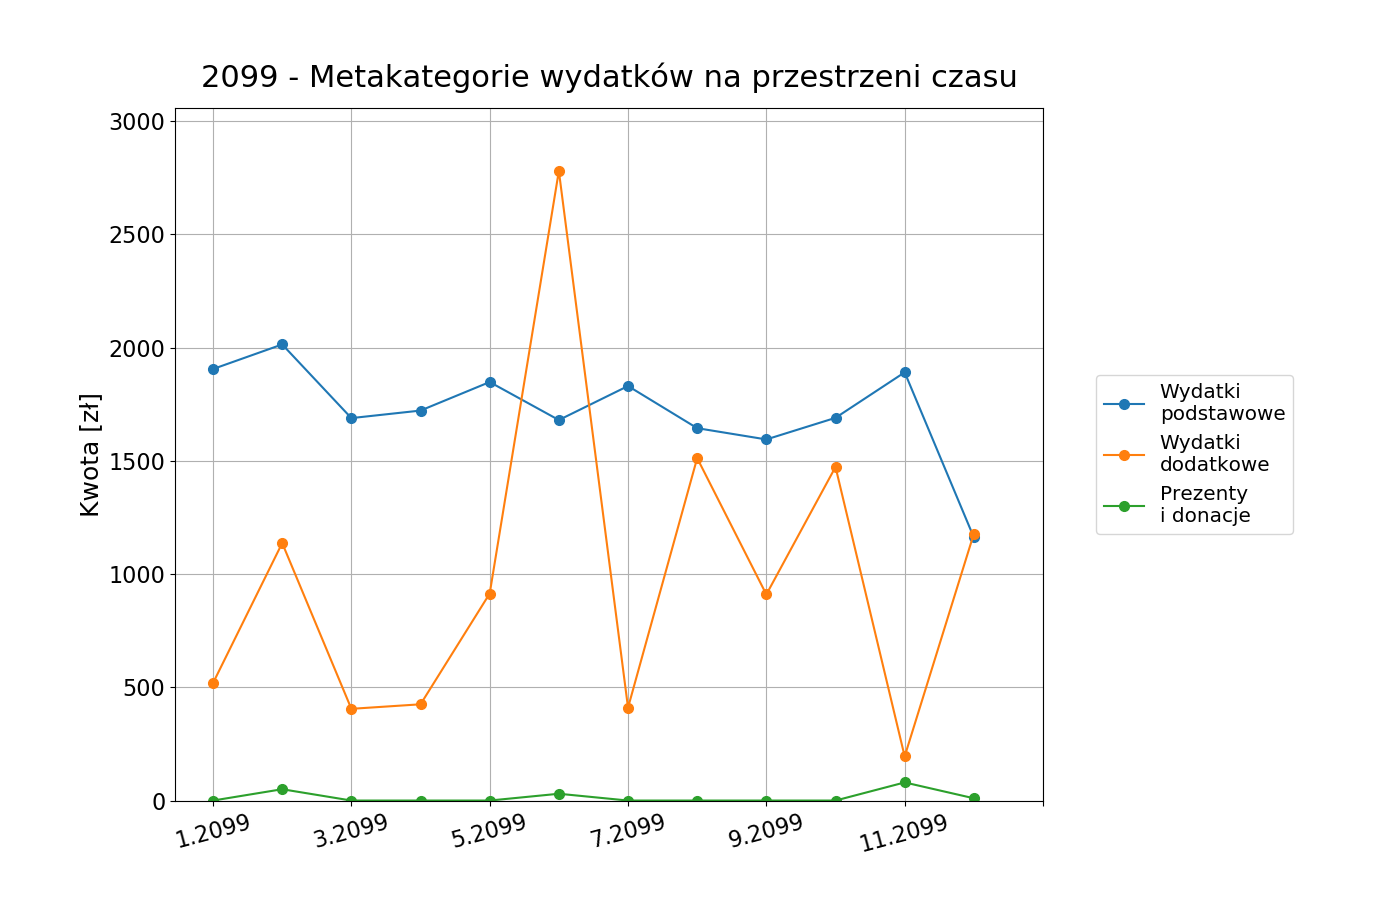 2099 - Metakategorie wydatków na przestrzeni czasu
Kwota [zł]
3000
2500
2000
1500
1000
500
0
1.2099
3.2099
5.2099
7.2099
9.2099
11.2099
Wydatki
podstawowe
Wydatki
dodatkowe
Prezenty
i donacje